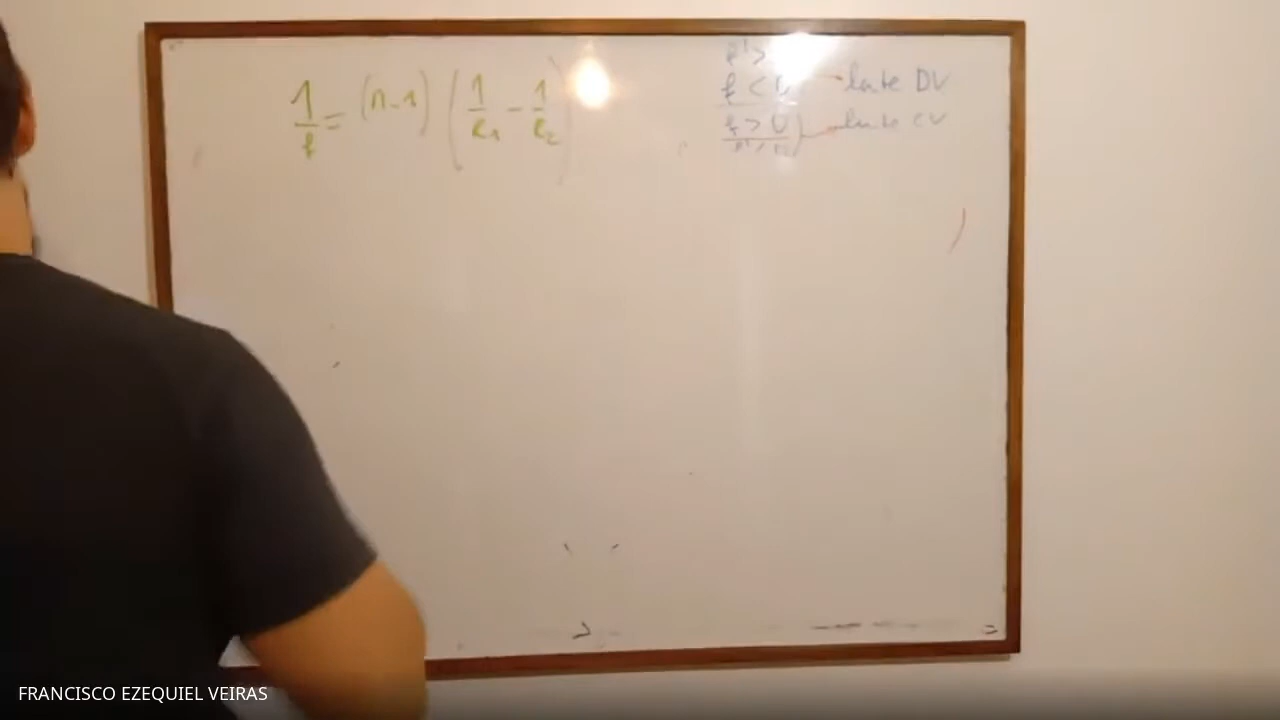 1/f = (n-1) (1/R₁ - 1/R₂)
f' >
f < 0 → lente DV
f > 0 → lente CV
FRANCISCO EZEQUIEL VEIRAS